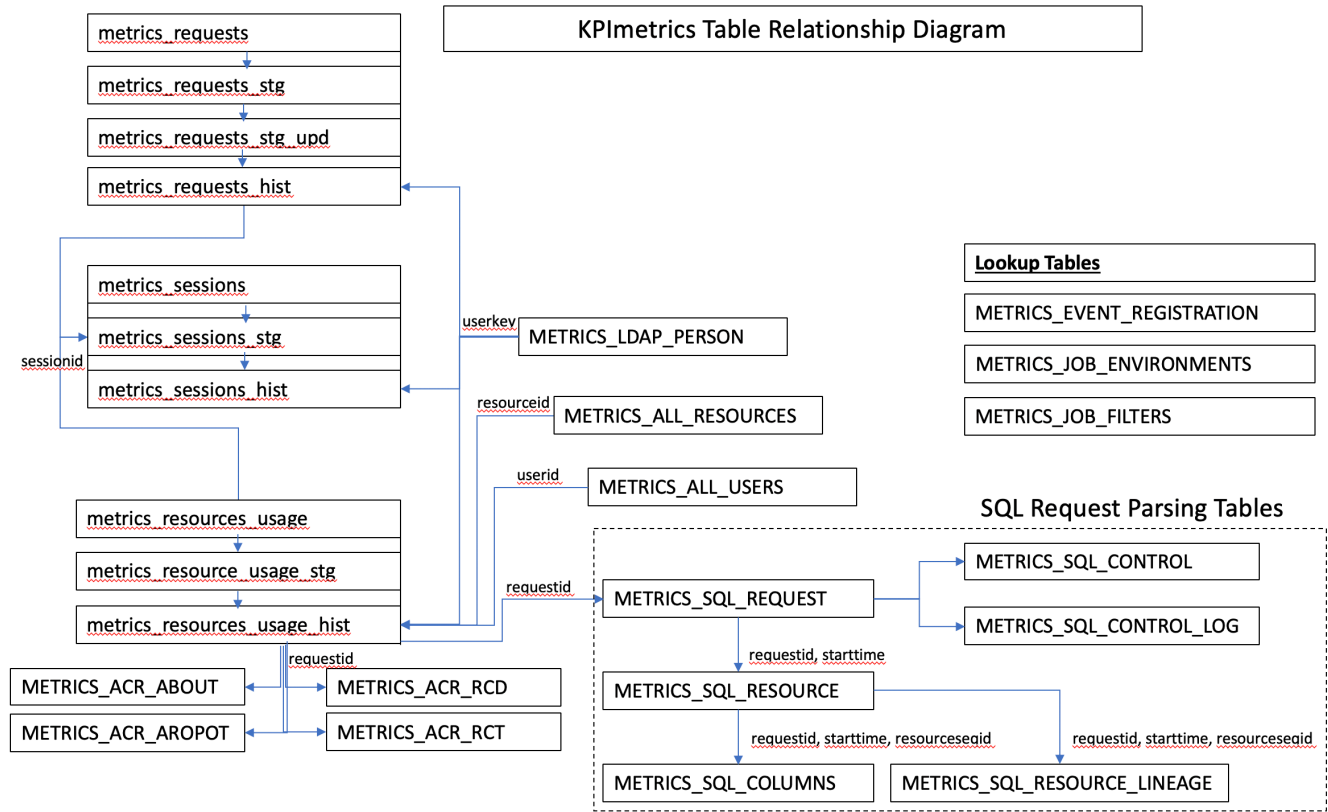 KPImetrics Table Relationship Diagram
metrics_requests
metrics_requests_stg
metrics_requests_stg_upd
metrics_requests_hist
metrics_sessions
metrics_sessions_stg
sessionid
metrics_sessions_hist
userkey
METRICS_LDAP_PERSON
resourceid
METRICS_ALL_RESOURCES
userid
METRICS_ALL_USERS
Lookup Tables
METRICS_EVENT_REGISTRATION
METRICS_JOB_ENVIRONMENTS
METRICS_JOB_FILTERS
metrics_resources_usage
metrics_resource_usage_stg
metrics_resources_usage_hist
requestid
METRICS_ACR_ABOUT
METRICS_ACR_RCD
METRICS_ACR_AROPOT
METRICS_ACR_RCT
SQL Request Parsing Tables
requestid
METRICS_SQL_REQUEST
METRICS_SQL_CONTROL
METRICS_SQL_CONTROL_LOG
requestid, starttime
METRICS_SQL_RESOURCE
requestid, starttime, resourceseqid
requestid, starttime, resourceseqid
METRICS_SQL_COLUMNS
METRICS_SQL_RESOURCE_LINEAGE